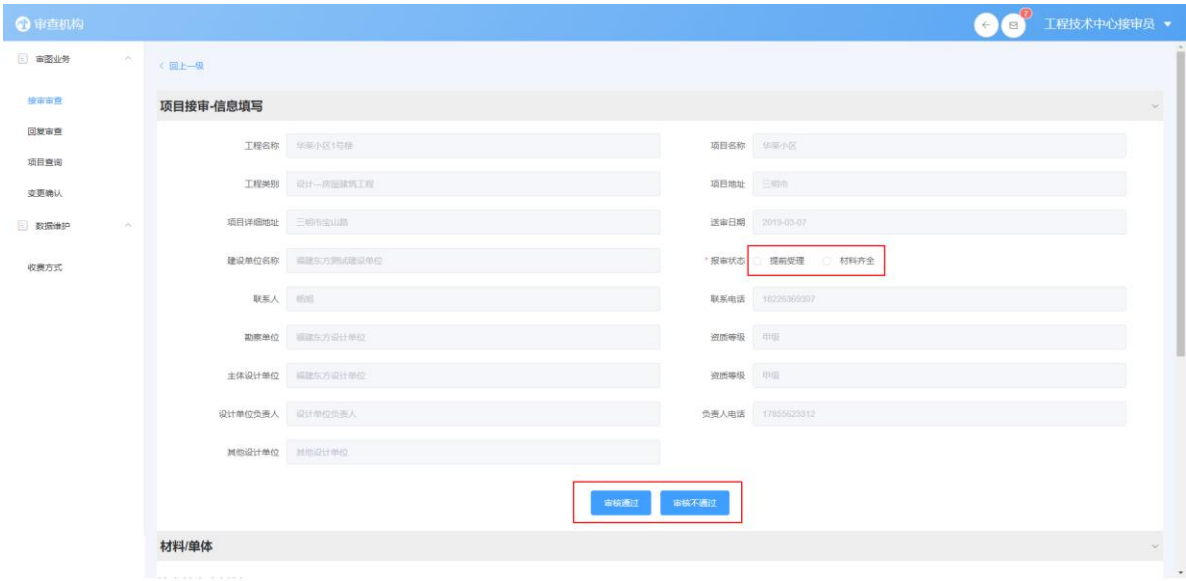 审查机构
7
工程技术中心接审员
审图业务
接审审查
回复审查
项目查询
变更确认
数据维护
收费方式
< 回上一级
项目接审-信息填写
工程名称 华莱小区1号楼 项目名称 华莱小区
工程类别 设计—房屋建筑工程 项目地址 三明市
项目详细地址 三明市宝山路 送审日期 2019-03-07
建设单位名称 福建东方测试建设单位 * 报审状态 提前受理 材料齐全
联系人 联系电话 18226369307
勘察单位 福建东方设计单位 资质等级 甲级
主体设计单位 福建东方设计单位 资质等级 甲级
设计单位负责人 设计单位负责人 负责人电话 17855623312
其他设计单位 其他设计单位
审核通过 审核不通过
材料/单体